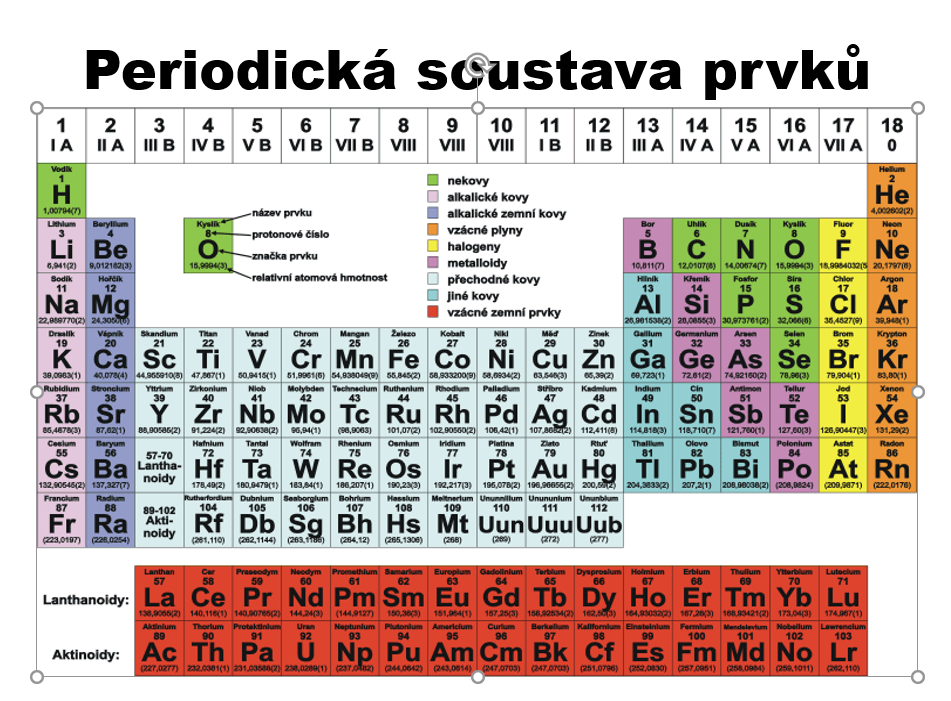 Periodická soustava prvků
1 2 3 4 5 6 7 8 9 10 11 12 13 14 15 16 17 18
I A II A III B IV B V B VI B VII B VIII VIII VIII I B II B III A IV A V A VI A VII A 0
Vodík Helium
1 2
H He
1,00794(7) 4,002602(2)
nekovy
alkalické kovy
alkalické zemní kovy
vzácné plyny
halogeny
metalloidy
přechodné kovy
jiné kovy
vzácné zemní prvky
název prvku
protonové číslo
značka prvku
relativní atomová hmotnost
Kyslík
8
O
15,9994(3)
Lithium Beryllium Bor Uhlík Dusík Kyslík Fluor Neon
3 4 5 6 7 8 9 10
Li Be B C N O F Ne
6,941(2) 9,012182(3) 10,811(7) 12,0107(8) 14,00674(7) 15,9994(3) 18,9984032(5 20,1797(6)
Sodík Hořčík Hliník Křemík Fosfor Síra Chlor Argon
11 12 13 14 15 16 17 18
Na Mg Al Si P S Cl Ar
22,989770(2) 24,3050(6) 26,981538(2) 28,0855(3) 30,973761(2) 32,066(6) 35,4527(9) 39,948(1)
Draslík Vápník Skandium Titan Vanad Chrom Mangan Železo Kobalt Nikl Měď Zinek Gallium Germanium Arsen Selen Brom Krypton
19 20 21 22 23 24 25 26 27 28 29 30 31 32 33 34 35 36
K Ca Sc Ti V Cr Mn Fe Co Ni Cu Zn Ga Ge As Se Br Kr
39,0983(1) 40,078(4) 44,955910(8) 47,867(1) 50,9415(1) 51,9961(6) 54,938049(9) 55,845(2) 58,933200(9) 58,6934(2) 63,546(3) 65,39(2) 69,723(1) 72,61(2) 74,92160(2) 78,96(3) 79,904(1) 83,80(1)
Rubidium Stroncium Yttrium Zirkonium Niob Molybden Technecium Ruthenium Rhodium Palladium Stříbro Kadmium Indium Cín Antimon Tellur Jod Xenon
37 38 39 40 41 42 43 44 45 46 47 48 49 50 51 52 53 54
Rb Sr Y Zr Nb Mo Tc Ru Rh Pd Ag Cd In Sn Sb Te I Xe
85,4678(3) 87,62(1) 88,90585(2) 91,224(2) 92,90638(2) 95,94(1) (98,9063) 101,07(2) 102,90550(2) 106,42(1) 107,8682(2) 112,411(8) 114,818(3) 118,710(7) 121,760(1) 127,60(3) 126,90447(3) 131,29(2)
Cesium Baryum Hafnium Tantal Wolfram Rhenium Osmium Iridium Platina Zlato Rtuť Thallium Olovo Bismut Polonium Astat Radon
55 56 57-70 72 73 74 75 76 77 78 79 80 81 82 83 84 85 86
Cs Ba Lantha- Hf Ta W Re Os Ir Pt Au Hg Tl Pb Bi Po At Rn
noidy
132,90545(2) 137,327(7) 178,49(2) 180,9479(1) 183,84(1) 186,207(1) 190,23(3) 192,217(3) 195,078(2) 196,96655(2) 200,59(2) 204,3833(2) 207,2(1) 208,98038(2) (208,9824) (209,9871) (222,0176)
Francium Radium Rutherfordium Dubnium Seaborgium Bohrium Hassium Meitnerium Ununnilium Unununium Ununbium
87 88 89-102 104 105 106 107 108 109 110 111 112
Fr Ra Akti- Rf Db Sg Bh Hs Mt Uun Uuu Uub
noidy
(223,0197) (226,0254) (261,110) (262,1144) (263,1186) (264,12) (265,1306) (268) (269) (272) (277)
Lanthan Cer Praseodym Neodym Promethium Samarium Europium Gadolinium Terbium Dysprosium Holmium Erbium Thulium Ytterbium Lutecium
57 58 59 60 61 62 63 64 65 66 67 68 69 70 71
Lanthanoidy: La Ce Pr Nd Pm Sm Eu Gd Tb Dy Ho Er Tm Yb Lu
138,9055(2) 140,116(1) 140,90765(2) 144,24(3) (144,9127) 150,36(3) 151,964(1) 157,25(3) 158,92534(2) 162,50(3) 164,93032(2) 167,26(3) 168,93421(2) 173,04(3) 174,967(1)
Aktinium Thorium Protaktinium Uran Neptunium Plutonium Americium Curium Berkelium Kalifornium Einsteinium Fermium Mendelevium Nobelium Lawrencium
89 90 91 92 93 94 95 96 97 98 99 100 101 102 103
Aktinoidy: Ac Th Pa U Np Pu Am Cm Bk Cf Es Fm Md No Lr
(227,0277) 232,0381(1) 231,03588(2) 238,0289(1) (237,0482) (244,0642) (243,0614) (247,0703) (247,0703) (251,0796) (252,0830) (257,0951) (258,0984) (259,1011) (262,110)